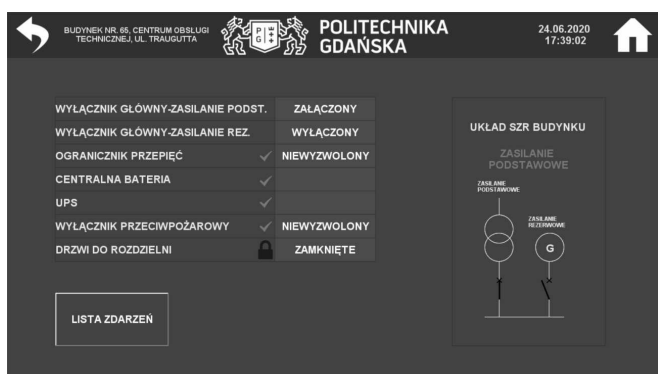 BUDYNEK NR. 65, CENTRUM OBSŁUGI
TECHNICZNEJ, UL. TRAUGUTTA
P G
POLITECHNIKA
GDAŃSKA
24.06.2020
17:39:02
WYŁĄCZNIK GŁÓWNY-ZASILANIE PODST. ZAŁĄCZONY
WYŁĄCZNIK GŁÓWNY-ZASILANIE REZ. WYŁĄCZONY
OGRANICZNIK PRZEPIĘĆ NIEWYZWOLONY
CENTRALNA BATERIA
UPS
WYŁĄCZNIK PRZECIWPOŻAROWY NIEWYZWOLONY
DRZWI DO ROZDZIELNI ZAMKNIĘTE
LISTA ZDARZEŃ
UKŁAD SZR BUDYNKU
ZASILANIE
PODSTAWOWE
ZASILANIE
PODSTAWOWE
ZASILANIE
REZERWOWE
G